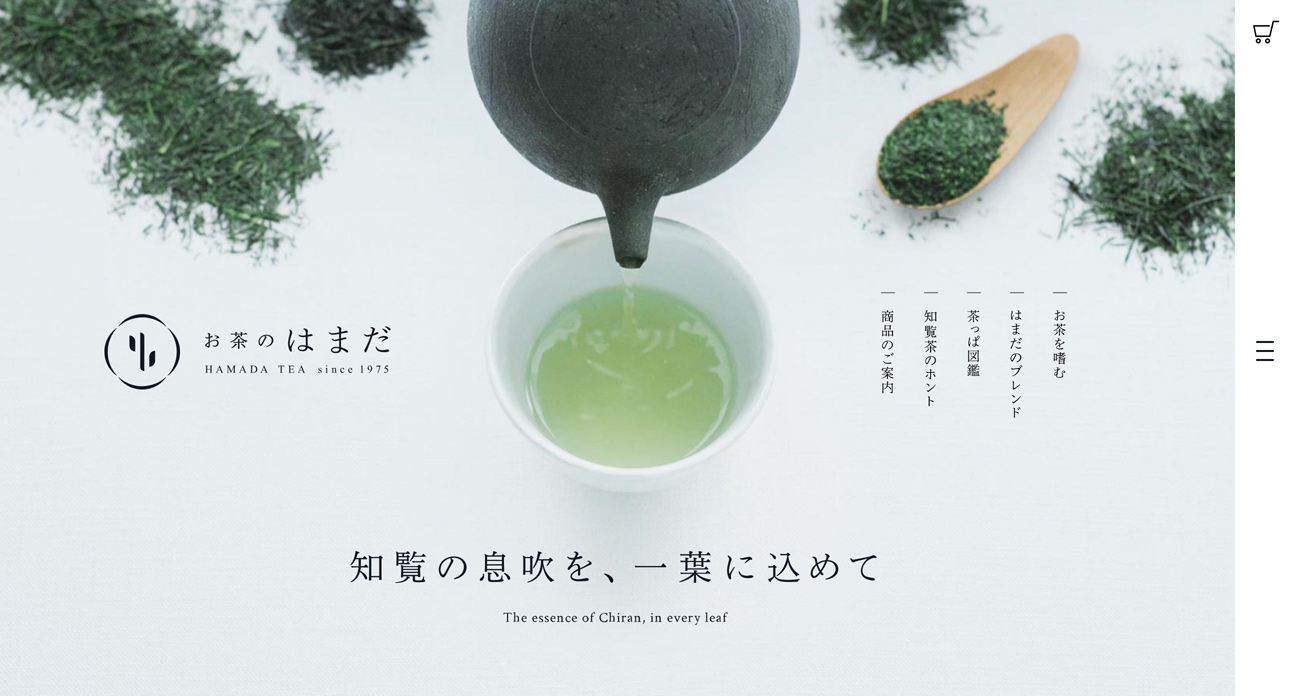 お茶のはまだ
HAMADA TEA since 1975
お茶を嗜む
はまだのブレンド
茶っぱ図鑑
知覧茶のホント
商品のご案内
知覧の息吹を、一葉に込めて
The essence of Chiran, in every leaf